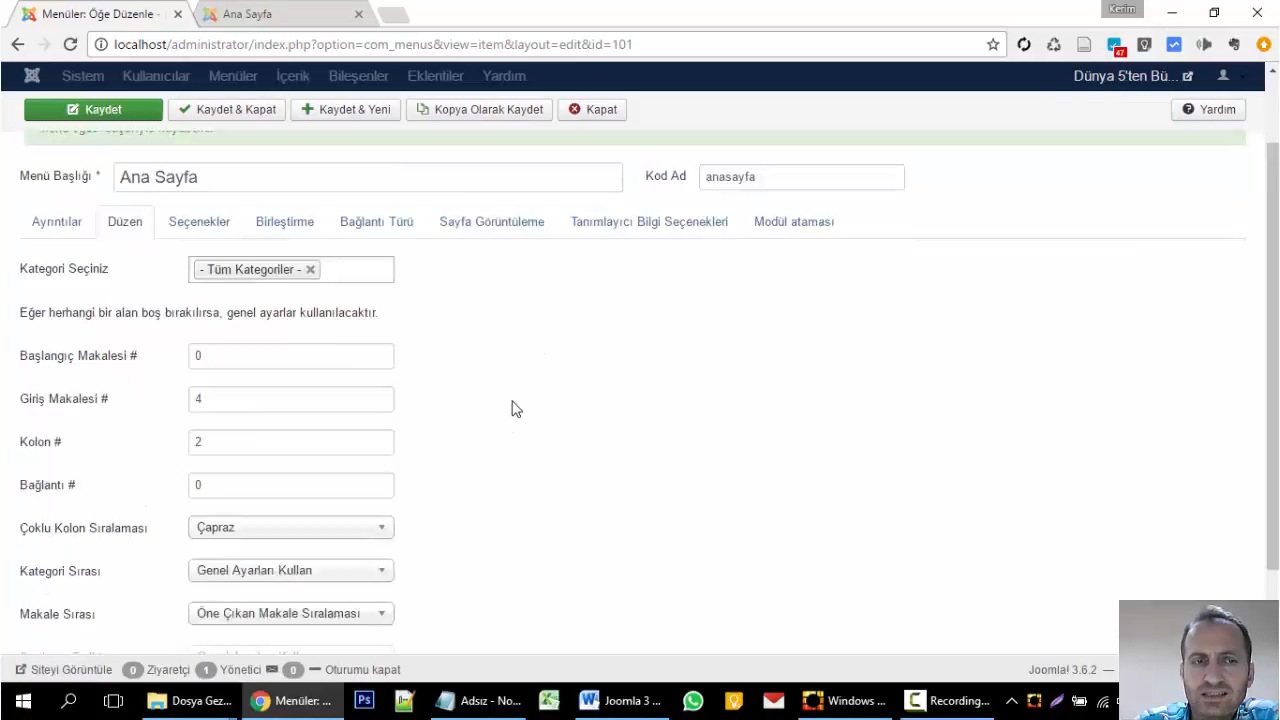 Menüler: Öğe Düzenle -
Ana Sayfa
Kerim
localhost/administrator/index.php?option=com_menus&view=item&layout=edit&id=101
47
Sistem Kullanıcılar Menüler İçerik Bileşenler Eklentiler Yardım
Dünya 5'ten Bü...
Kaydet Kaydet & Kapat Kaydet & Yeni Kopya Olarak Kaydet Kapat Yardım
Menü Başlığı * Ana Sayfa Kod Ad anasayfa
Ayrıntılar Düzen Seçenekler Birleştirme Bağlantı Türü Sayfa Görüntüleme Tanımlayıcı Bilgi Seçenekleri Modül ataması
Kategori Seçiniz - Tüm Kategoriler -
Eğer herhangi bir alan boş bırakılırsa, genel ayarlar kullanılacaktır.
Başlangıç Makalesi # 0
Giriş Makalesi # 4
Kolon # 2
Bağlantı # 0
Çoklu Kolon Sıralaması Çapraz
Kategori Sırası Genel Ayarları Kullan
Makale Sırası Öne Çıkan Makale Sıralaması
Siteyi Görüntüle 0 Ziyaretçi 1 Yönetici 0 Oturumu kapat
Joomla! 3.6.2 —
Dosya Gez... Menüler: ... Adsız - No... Joomla 3 ... Windows ... Recording...